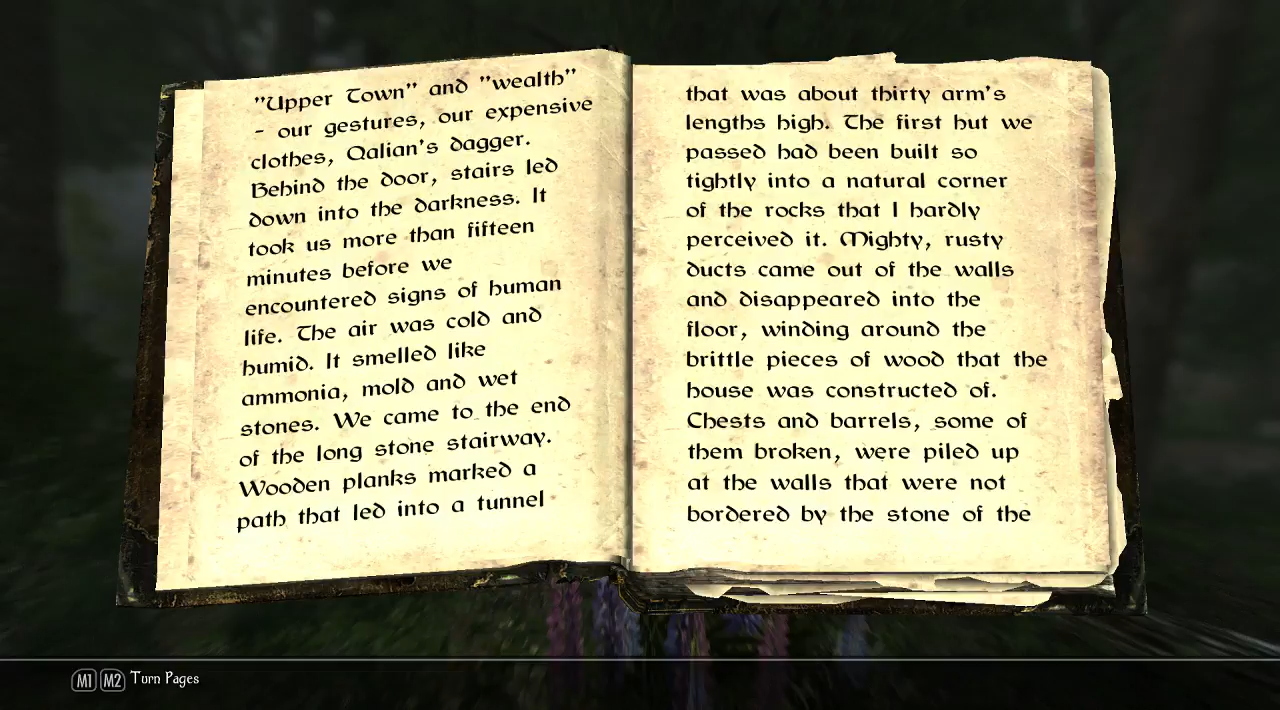 "Upper Town" and "wealth"
- our gestures, our expensive
clothes, Qalian's dagger.
Behind the door, stairs led
down into the darkness. It
took us more than fifteen
minutes before we
encountered signs of human
life. The air was cold and
humid. It smelled like
ammonia, mold and wet
stones. We came to the end
of the long stone stairway.
Wooden planks marked a
path that led into a tunnel
that was about thirty arm's
lengths high. The first hut we
passed had been built so
tightly into a natural corner
of the rocks that I hardly
perceived it. Mighty, rusty
ducts came out of the walls
and disappeared into the
floor, winding around the
brittle pieces of wood that the
house was constructed of.
Chests and barrels, some of
them broken, were piled up
at the walls that were not
bordered by the stone of the
M1 M2 Turn Pages